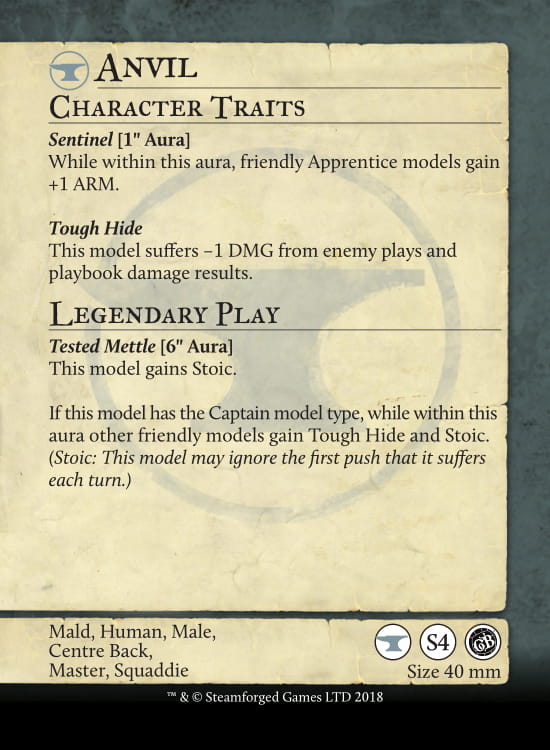 Anvil
Character Traits
Sentinel [1" Aura]
While within this aura, friendly Apprentice models gain
+1 ARM.
Tough Hide
This model suffers –1 DMG from enemy plays and
playbook damage results.
Legendary Play
Tested Mettle [6" Aura]
This model gains Stoic.
If this model has the Captain model type, while within this
aura other friendly models gain Tough Hide and Stoic.
(Stoic: This model may ignore the first push that it suffers
each turn.)
Mald, Human, Male,
Centre Back,
Master, Squaddie
S4
GB
Size 40 mm
™ & © Steamforged Games LTD 2018